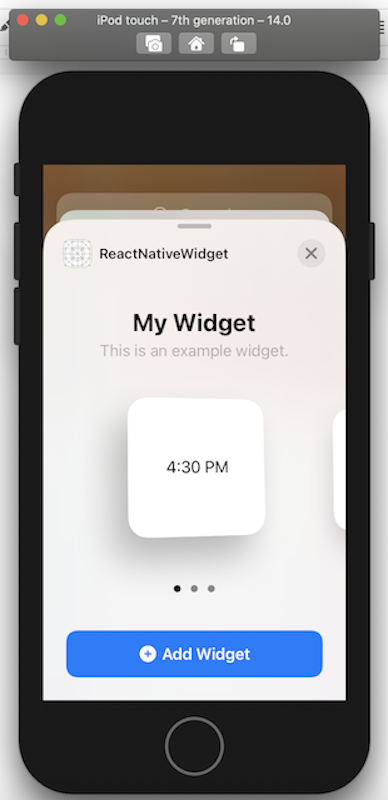 iPod touch – 7th generation – 14.0
ReactNativeWidget
My Widget
This is an example widget.
4:30 PM
Add Widget